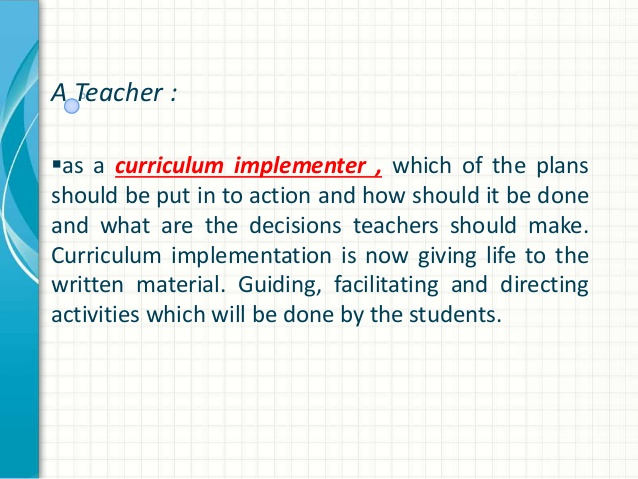 A Teacher :
▪as a curriculum implementer , which of the plans
should be put in to action and how should it be done
and what are the decisions teachers should make.
Curriculum implementation is now giving life to the
written material. Guiding, facilitating and directing
activities which will be done by the students.